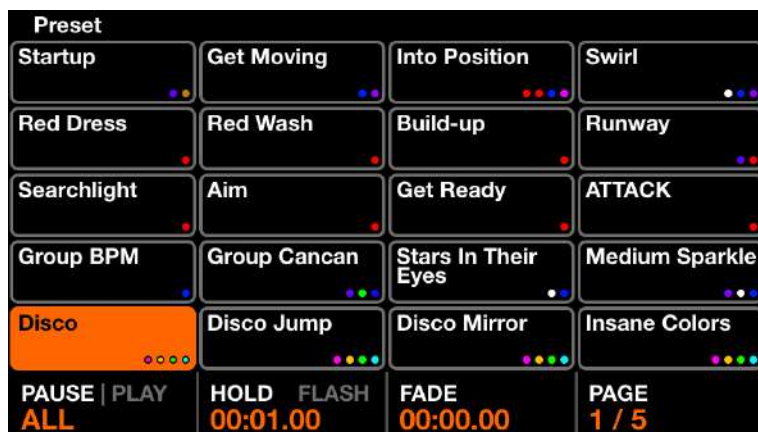 Preset
Startup
Get Moving
Into Position
Swirl
Red Dress
Red Wash
Build-up
Runway
Searchlight
Aim
Get Ready
ATTACK
Group BPM
Group Cancan
Stars In Their
Eyes
Medium Sparkle
Disco
Disco Jump
Disco Mirror
Insane Colors
PAUSE | PLAY
ALL
HOLD FLASH
00:01.00
FADE
00:00.00
PAGE
1 / 5